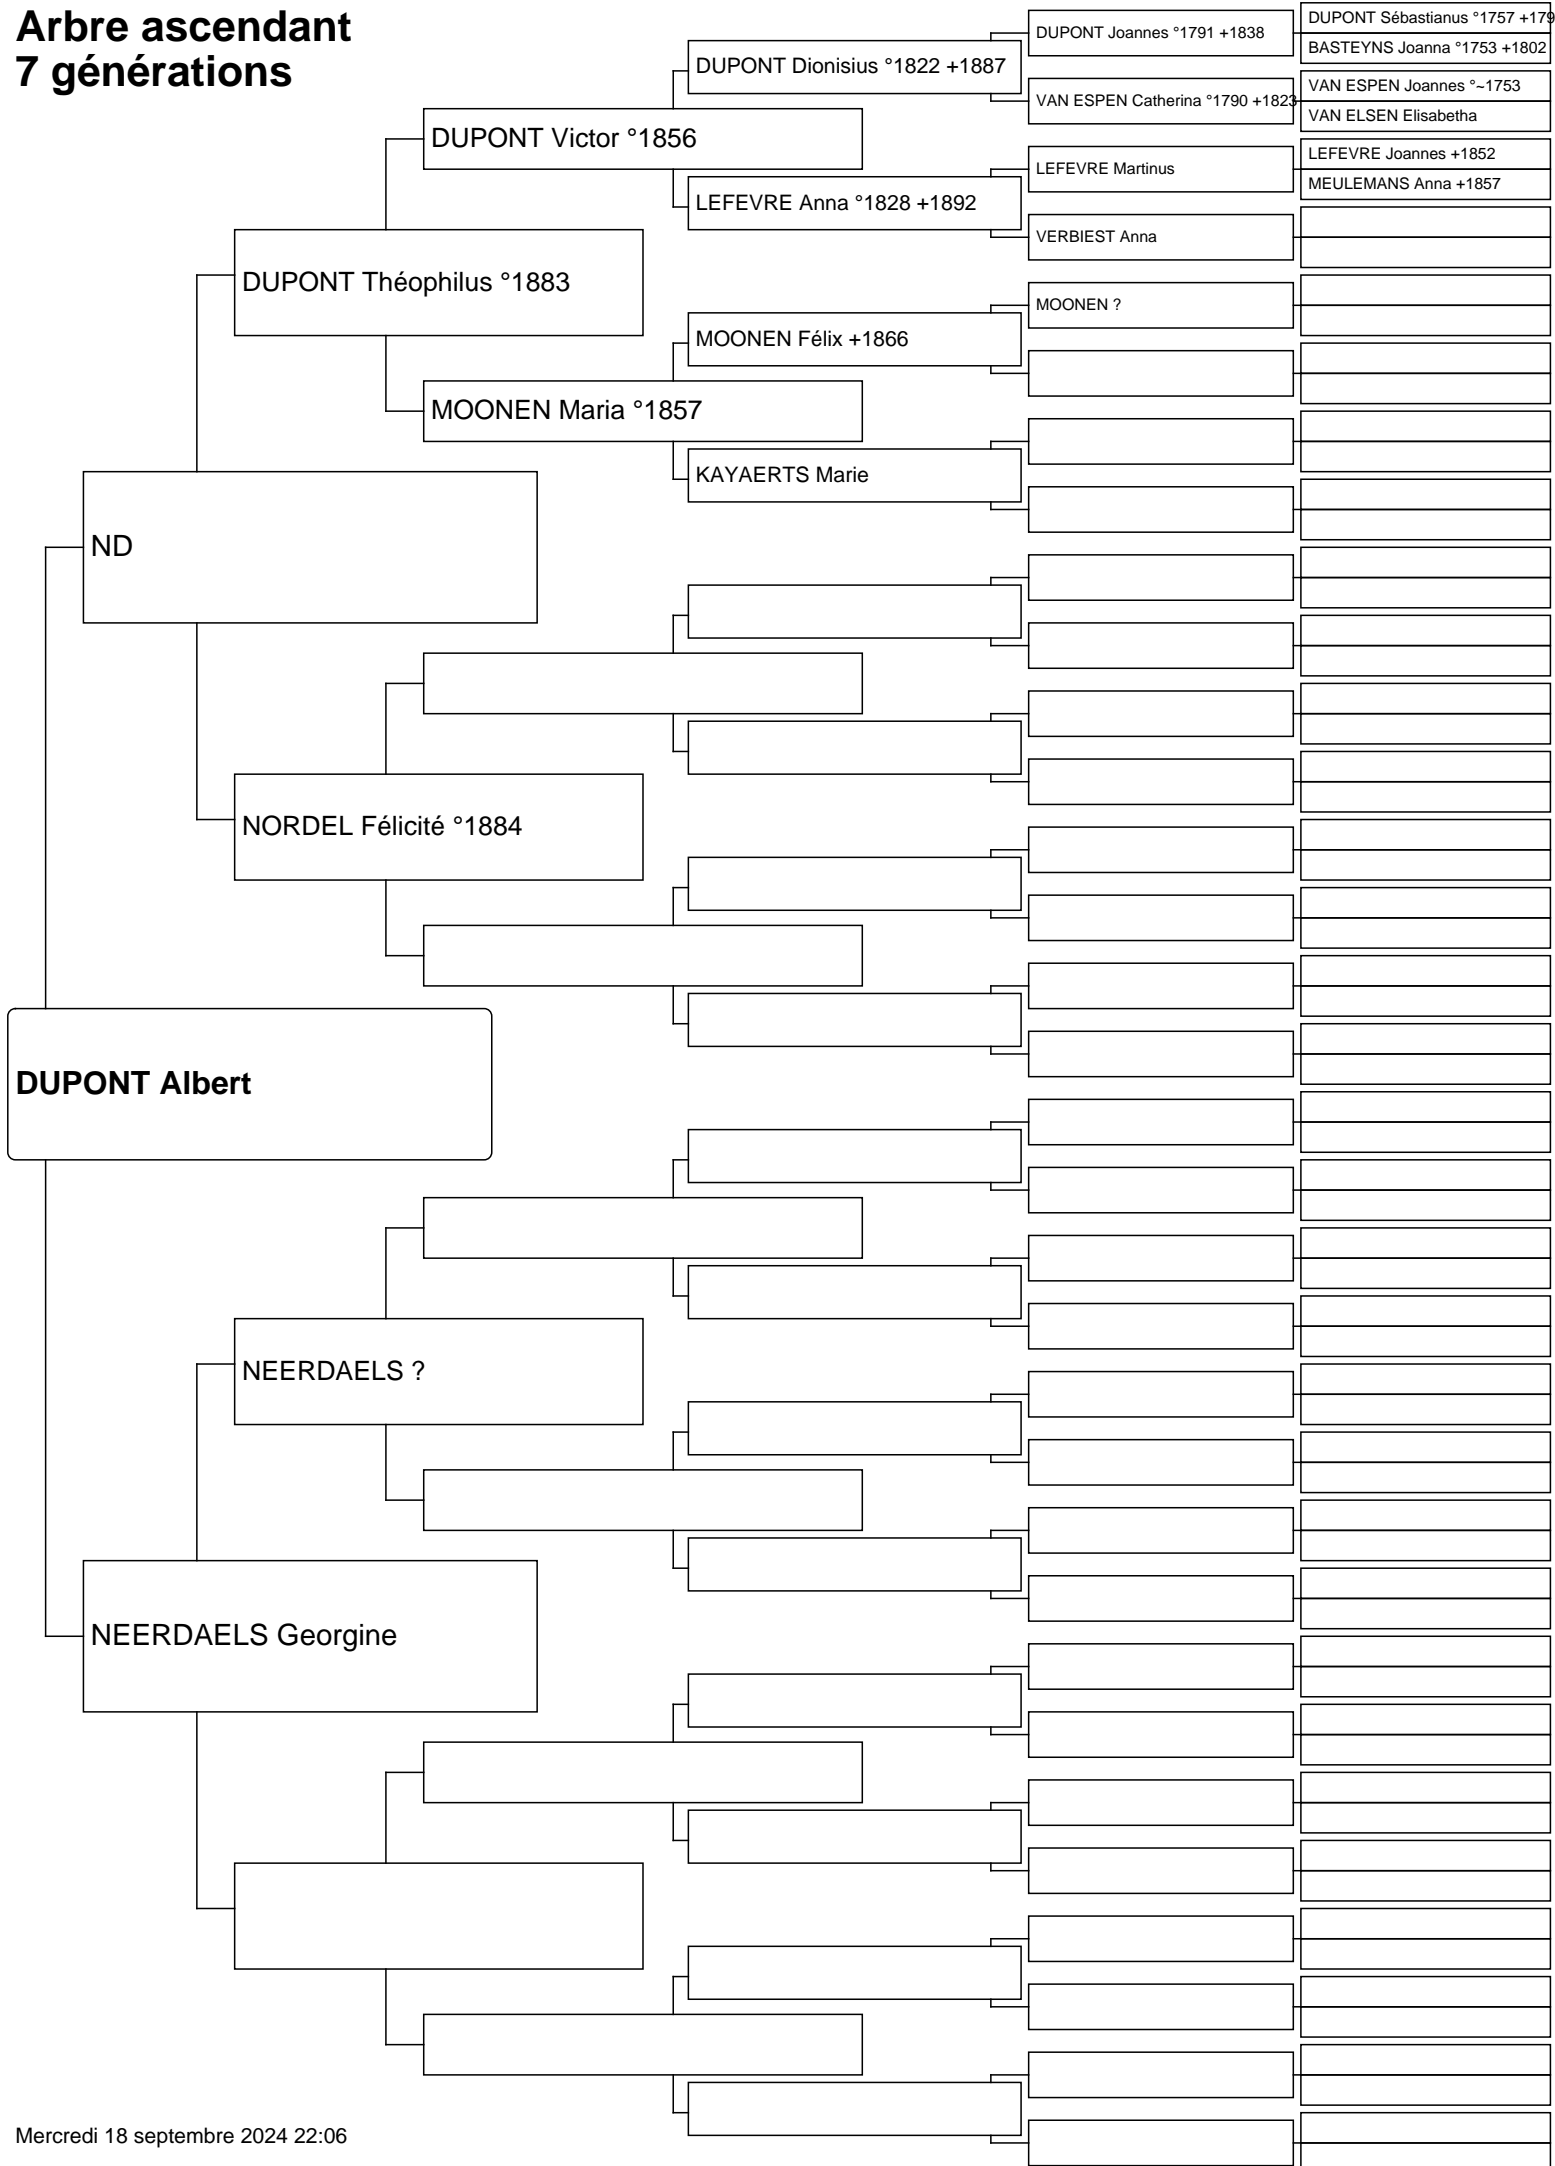 Arbre ascendant
7 générations
DUPONT Sébastianus °1757 +179
DUPONT Joannes °1791 +1838
BASTEYNS Joanna °1753 +1802
DUPONT Dionisius °1822 +1887
VAN ESPEN Joannes °~1753
VAN ESPEN Catherina °1790 +1823
VAN ELSEN Elisabetha
DUPONT Victor °1856
LEFEVRE Joannes +1852
LEFEVRE Martinus
MEULEMANS Anna +1857
LEFEVRE Anna °1828 +1892
VERBIEST Anna
DUPONT Théophilus °1883
MOONEN ?
MOONEN Félix +1866
MOONEN Maria °1857
KAYAERTS Marie
ND
NORDEL Félicité °1884
DUPONT Albert
NEERDAELS ?
NEERDAELS Georgine
Mercredi 18 septembre 2024 22:06